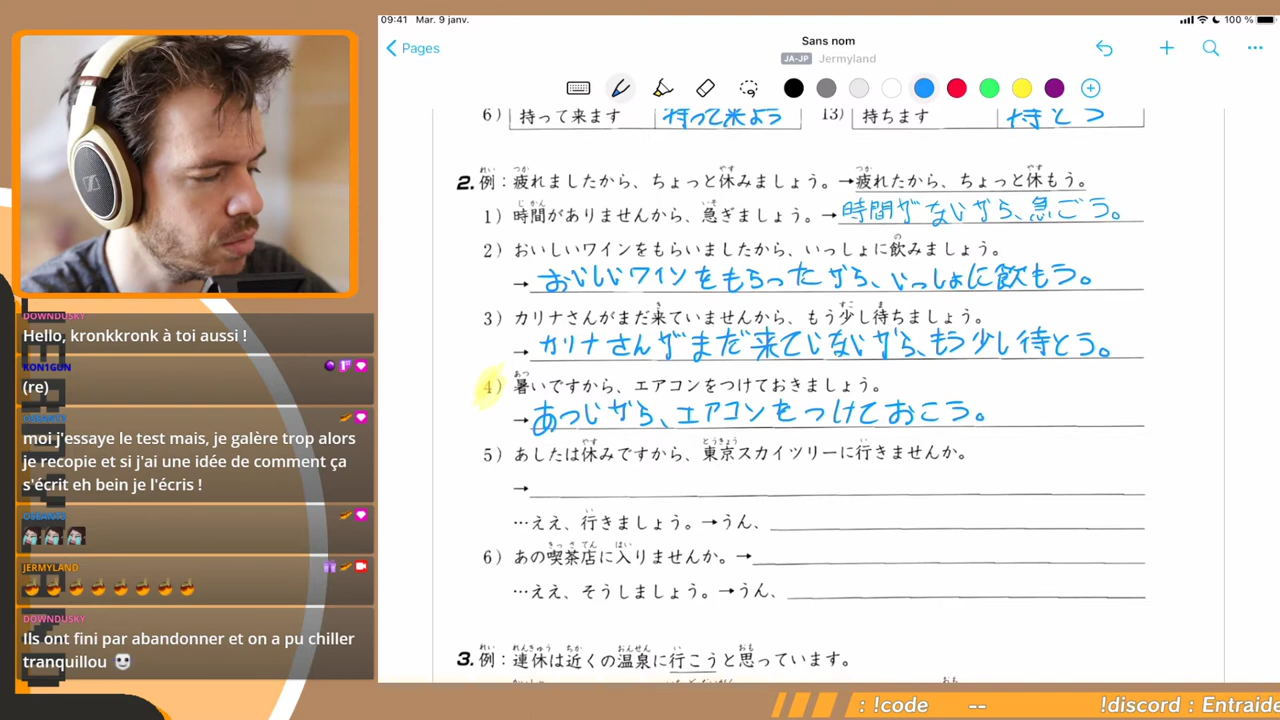 09:41 Mar. 9 janv.
100 %
Pages
Sans nom
JA-JP Jermyland
6) 持って来ます 持って来よう 13) 持ちます 持とう
2. 例：疲れましたから、ちょっと休みましょう。→疲れたから、ちょっと休もう。
1) 時間がありませんから、急ぎましょう。→時間がないから、急ごう。
2) おいしいワインをもらいましたから、いっしょに飲みましょう。
→おいしいワインをもらったから、いっしょに飲もう。
3) カリナさんがまだ来ていませんから、もう少し待ちましょう。
→カリナさんがまだ来ていないから、もう少し待とう。
4) 暑いですから、エアコンをつけておきましょう。
→あついから、エアコンをつけておこう。
5) あしたは休みですから、東京スカイツリーに行きませんか。
→
…ええ、行きましょう。→うん、
6) あの喫茶店に入りませんか。→
…ええ、そうしましょう。→うん、
3. 例：連休は近くの温泉に行こうと思っています。
DOWNDUSKY
Hello, kronkkronk à toi aussi !
KON1GUN
(re)
moi j'essaye le test mais, je galère trop alors
je recopie et si j'ai une idée de comment ça
s'écrit eh bein je l'écris !
JERMYLAND
DOWNDUSKY
Ils ont fini par abandonner et on a pu chiller
tranquillou
: !code -- !discord : Entraide